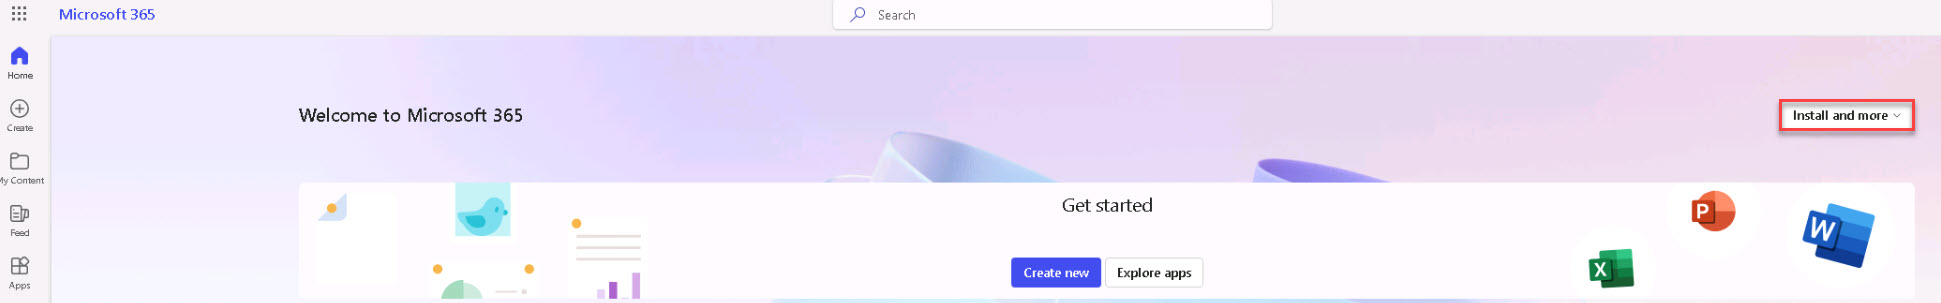 Microsoft 365
Search
Home
Create
My Content
Feed
Apps
Welcome to Microsoft 365
Install and more
Get started
Create new
Explore apps
P
W
X